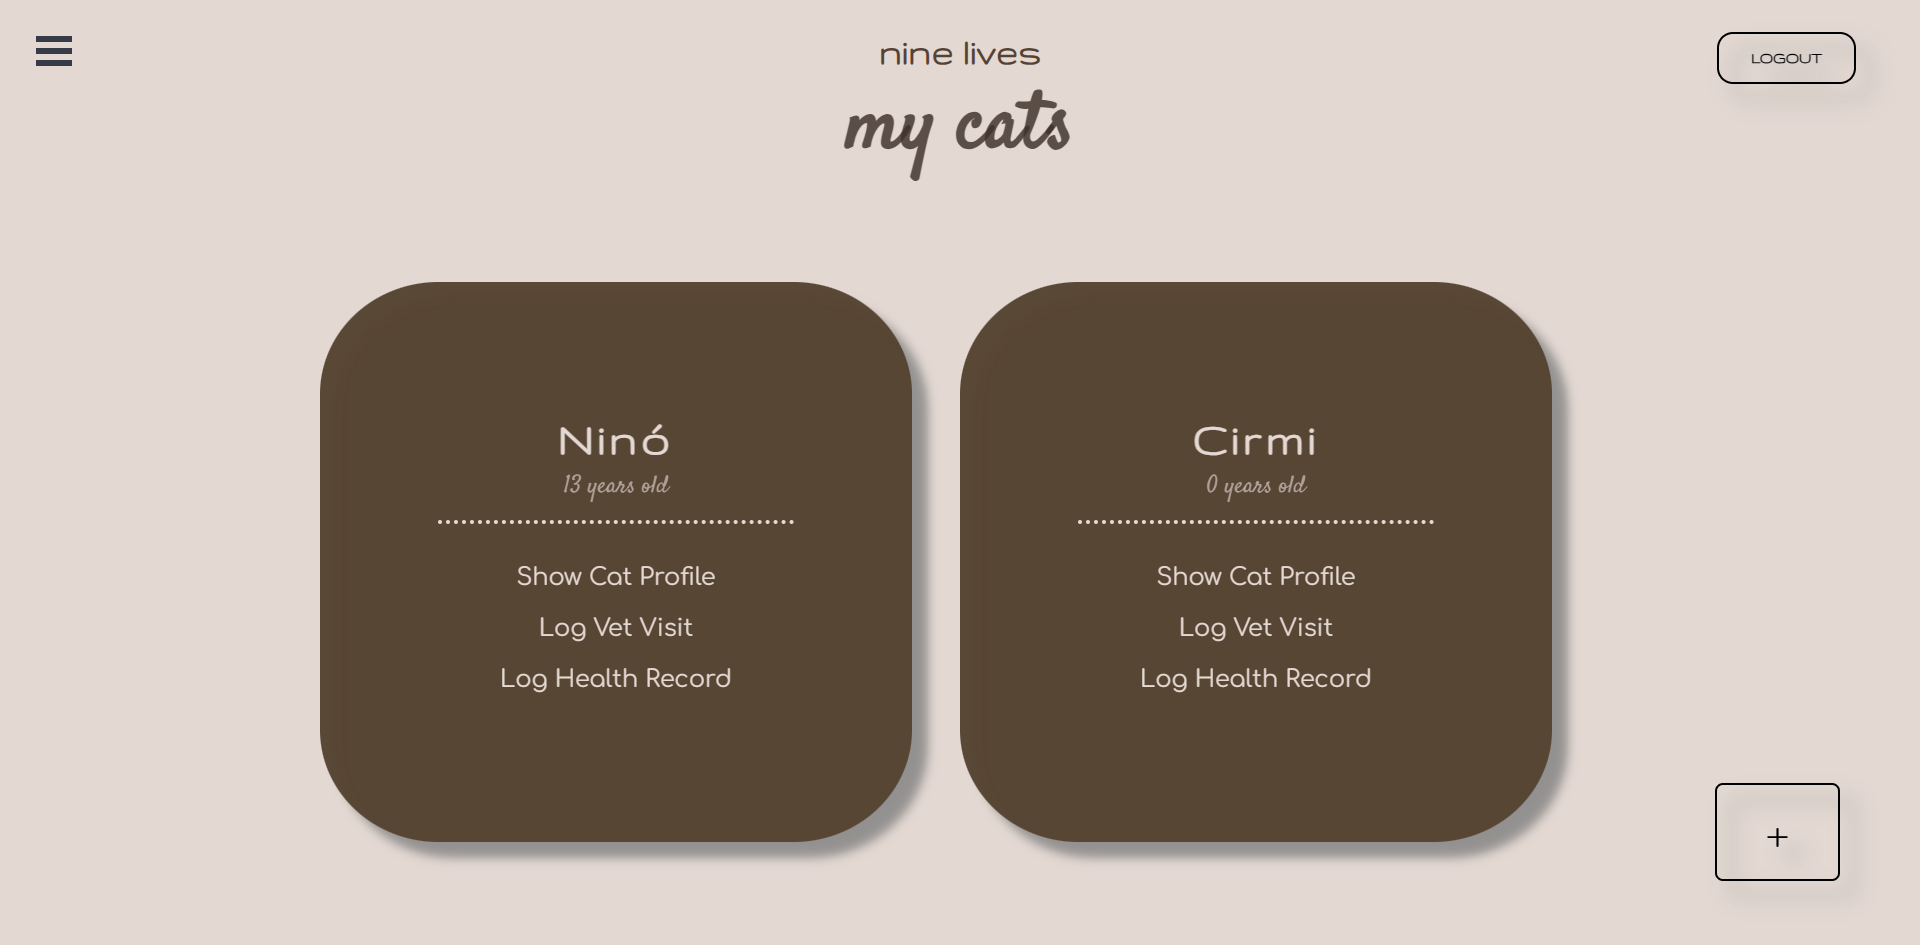 nine lives
LOGOUT
my cats
Ninó
13 years old
Show Cat Profile
Log Vet Visit
Log Health Record
Cirmi
0 years old
Show Cat Profile
Log Vet Visit
Log Health Record
+